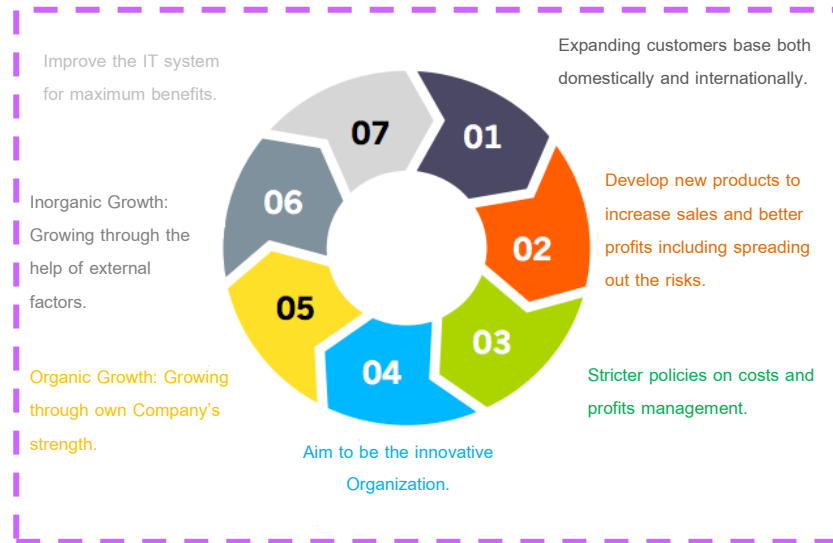 Improve the IT system
for maximum benefits.
Expanding customers base both
domestically and internationally.
07
01
06
02
05
03
04
Inorganic Growth:
Growing through the
help of external
factors.
Develop new products to
increase sales and better
profits including spreading
out the risks.
Organic Growth: Growing
through own Company's
strength.
Stricter policies on costs and
profits management.
Aim to be the innovative
Organization.